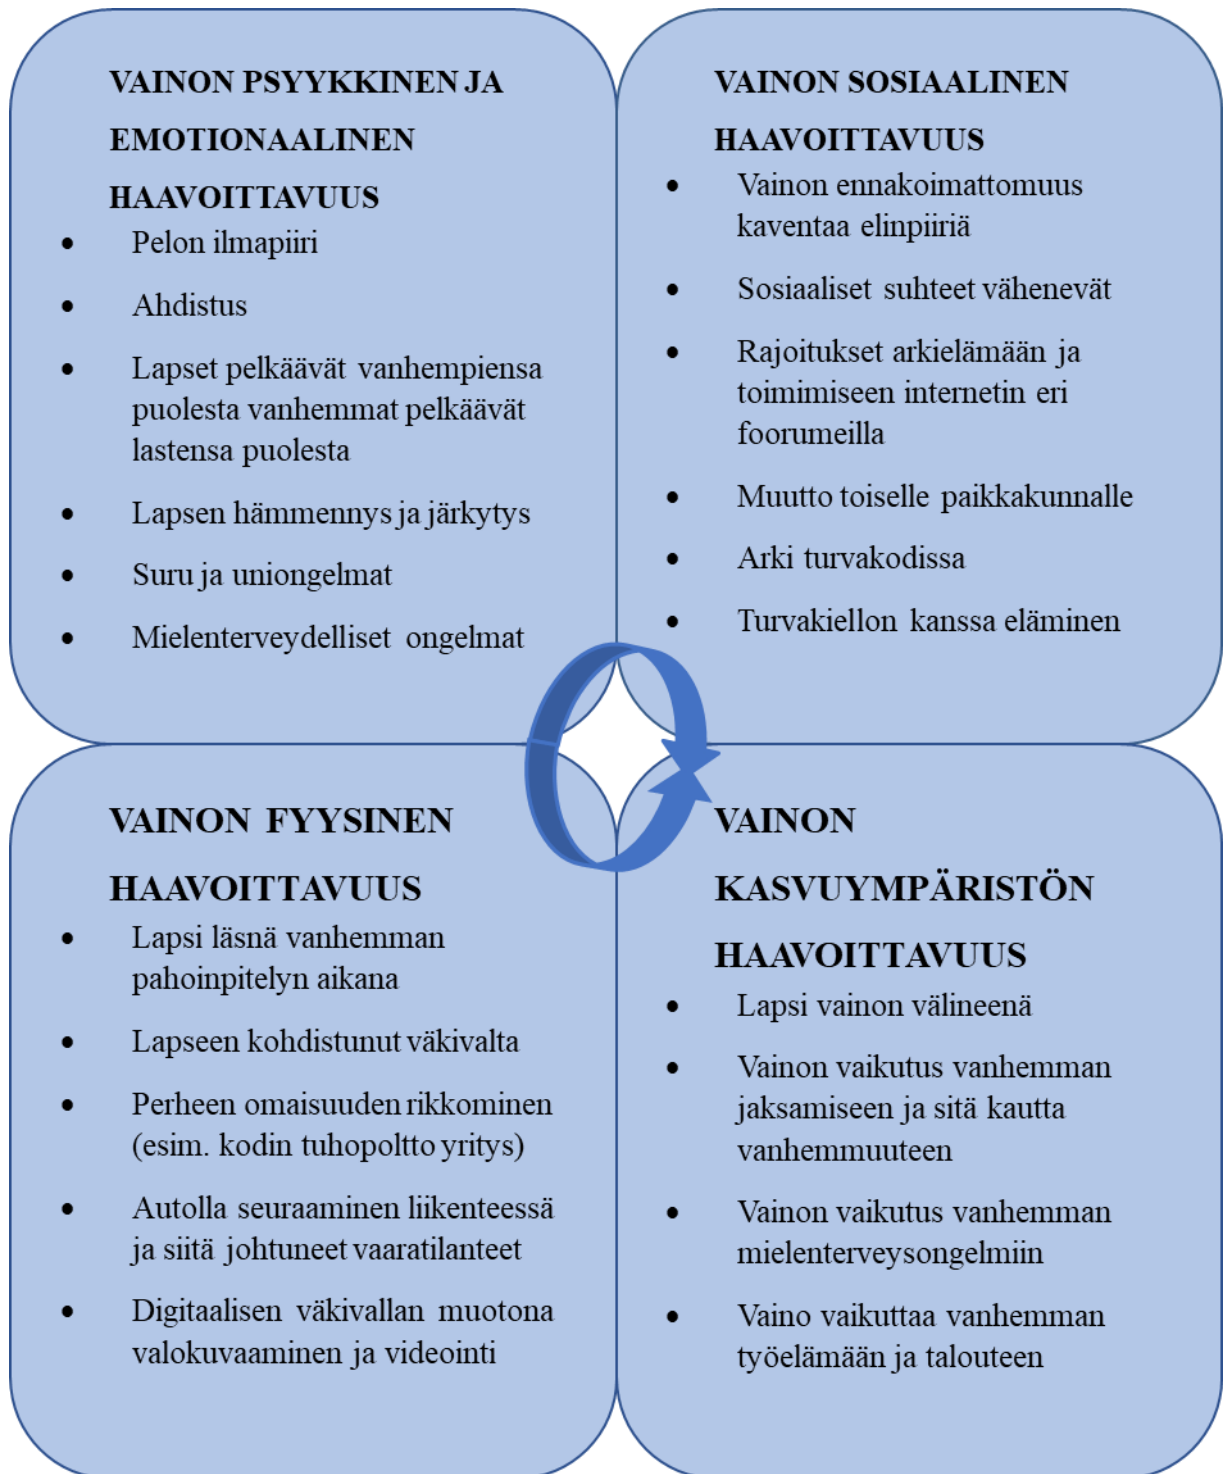 VAINON PSYYKKINEN JA
EMOTIONAALINEN
HAAVOITTAVUUS
• Pelon ilmapiiri
• Ahdistus
• Lapset pelkäävät vanhempiensa
puolesta vanhemmat pelkäävät
lastensa puolesta
• Lapsen hämmennys ja järkytys
• Suru ja uniongelmat
• Mielenterveydelliset ongelmat
VAINON SOSIAALINEN
HAAVOITTAVUUS
• Vainon ennakoimattomuus
kaventaa elinpiiriä
• Sosiaaliset suhteet vähenevät
• Rajoitukset arkielämään ja
toimimiseen internetin eri
foorumeilla
• Muutto toiselle paikkakunnalle
• Arki turvakodissa
• Turvakiellon kanssa eläminen
VAINON FYYSINEN
HAAVOITTAVUUS
• Lapsi läsnä vanhemman
pahoinpitelyn aikana
• Lapseen kohdistunut väkivalta
• Perheen omaisuuden rikkominen
(esim. kodin tuhopoltto yritys)
• Autolla seuraaminen liikenteessä
ja siitä johtuneet vaaratilanteet
• Digitaalisen väkivallan muotona
valokuvaaminen ja videointi
VAINON
KASVUYMPÄRISTÖN
HAAVOITTAVUUS
• Lapsi vainon välineenä
• Vainon vaikutus vanhemman
jaksamiseen ja sitä kautta
vanhemmuuteen
• Vainon vaikutus vanhemman
mielenterveysongelmiin
• Vaino vaikuttaa vanhemman
työelämään ja talouteen